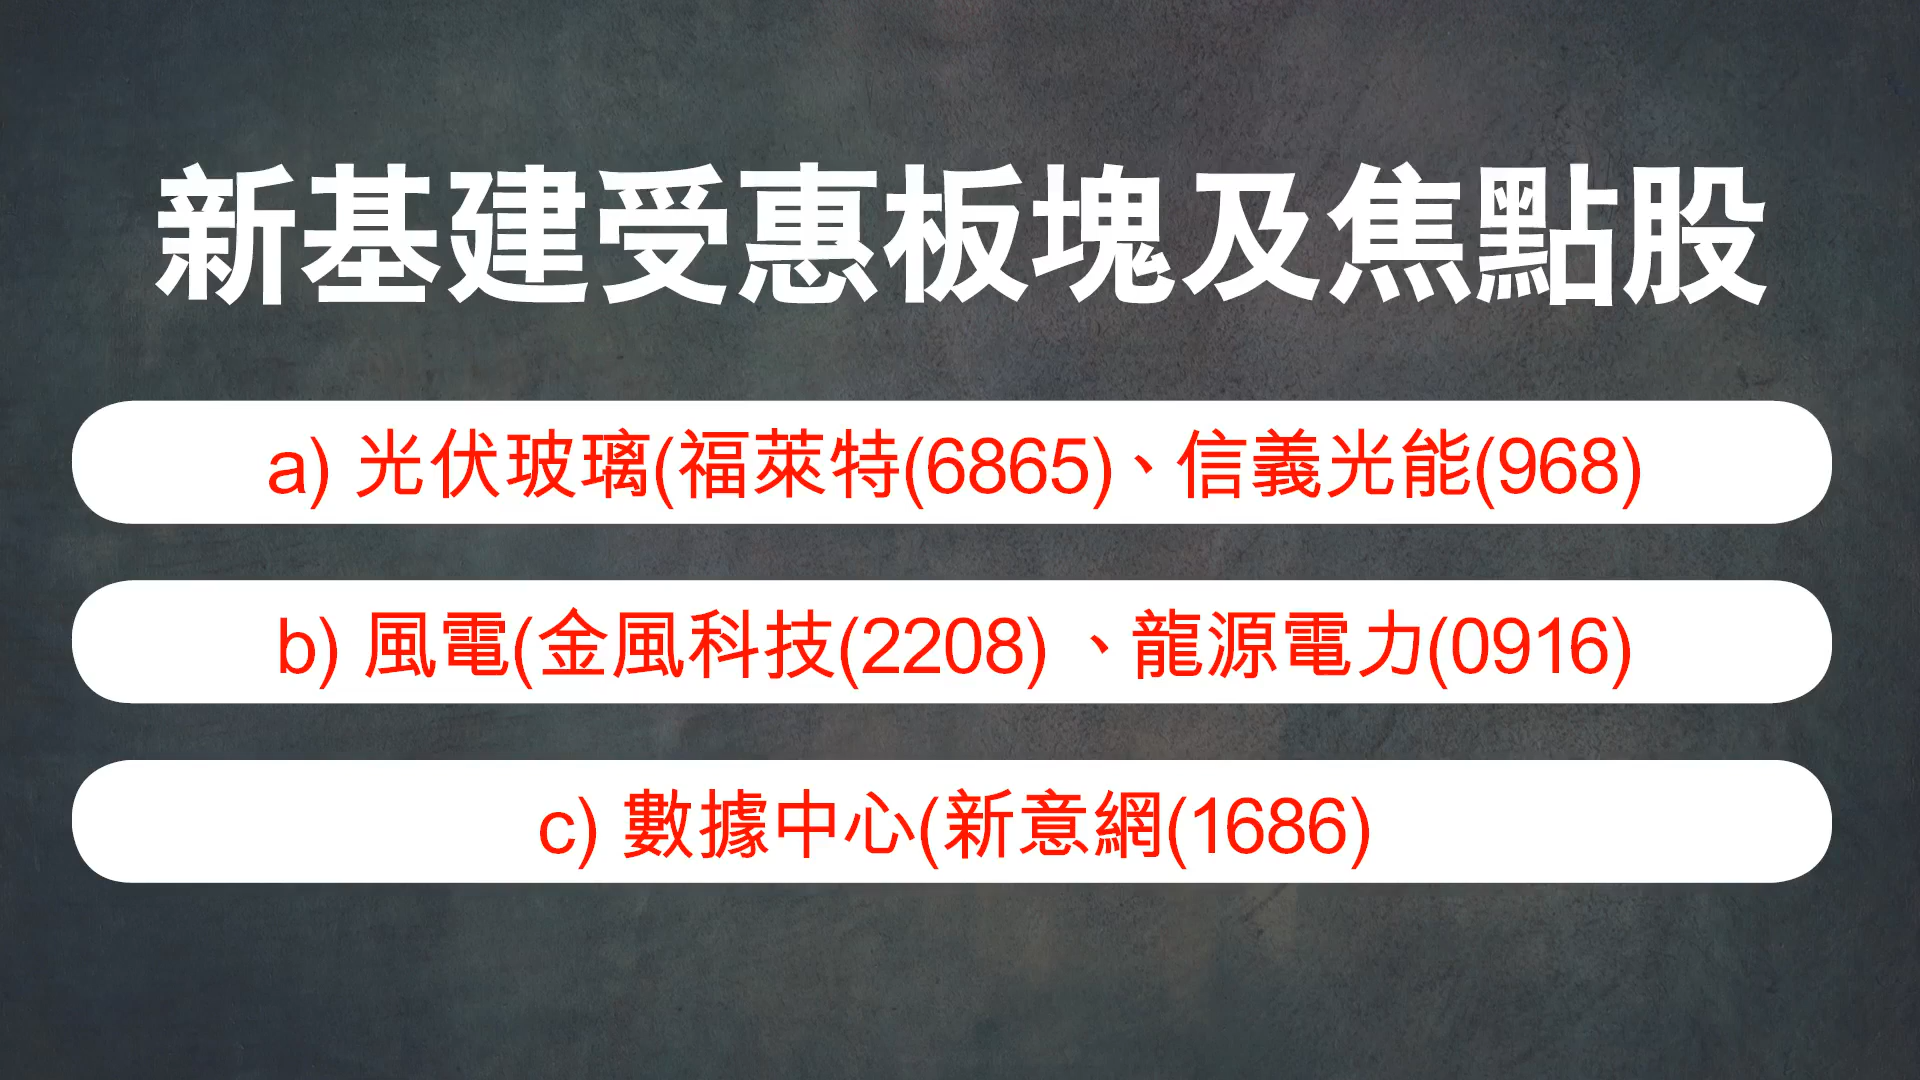 新基建受惠板塊及焦點股
a) 光伏玻璃(福萊特(6865)、信義光能(968)
b) 風電(金風科技(2208) 、龍源電力(0916)
c) 數據中心(新意網(1686)